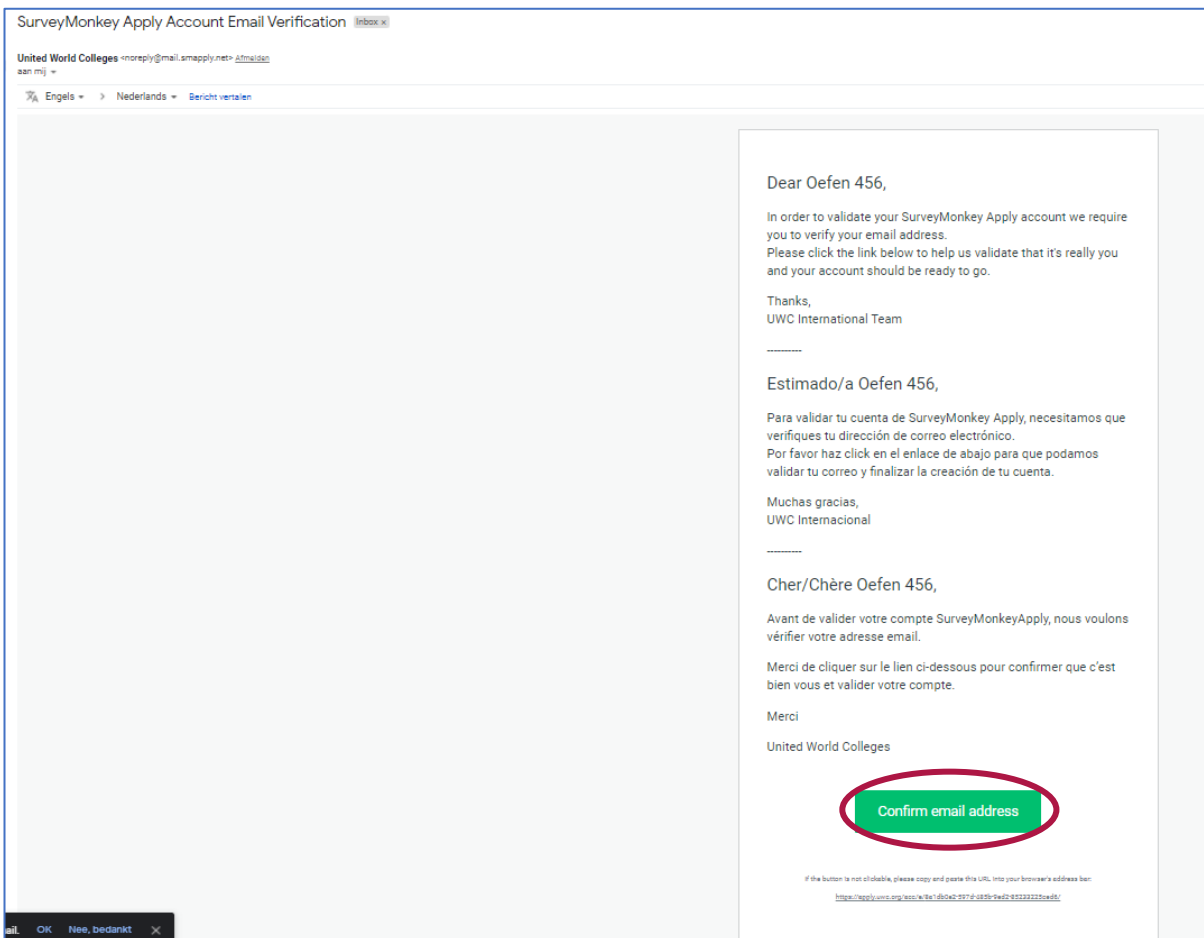 SurveyMonkey Apply Account Email Verification Inbox x
United World Colleges <noreply@mail.smapply.net> Afmelden
aan mij
Engels > Nederlands Bericht vertalen
Dear Oefen 456,
In order to validate your SurveyMonkey Apply account we require
you to verify your email address.
Please click the link below to help us validate that it's really you
and your account should be ready to go.
Thanks,
UWC International Team
----------
Estimado/a Oefen 456,
Para validar tu cuenta de SurveyMonkey Apply, necesitamos que
verifiques tu dirección de correo electrónico.
Por favor haz click en el enlace de abajo para que podamos
validar tu correo y finalizar la creación de tu cuenta.
Muchas gracias,
UWC Internacional
----------
Cher/Chère Oefen 456,
Avant de valider votre compte SurveyMonkeyApply, nous voulons
vérifier votre adresse email.
Merci de cliquer sur le lien ci-dessous pour confirmer que c’est
bien vous et valider votre compte.
Merci
United World Colleges
Confirm email address
If the button is not clickable, please copy and paste this URL into your browser's address bar:
ail. OK Nee, bedankt